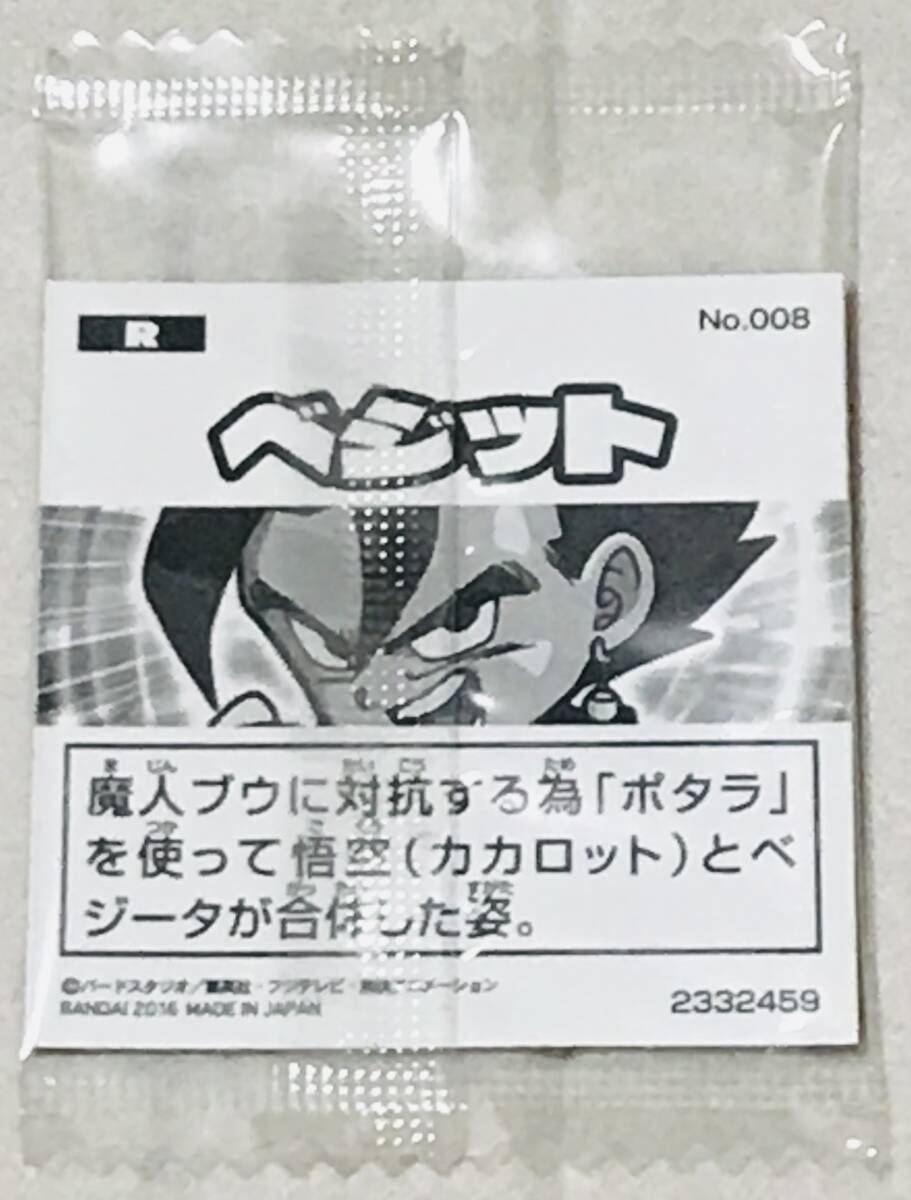 R
No.008
ベジット
魔人ブウに対抗する為「ポタラ」
を使って悟空(カカロット)とベ
ジータが合体した姿。
©バードスタジオ/集英社・フジテレビ・東映アニメーション
BANDAI 2016 MADE IN JAPAN
2332459